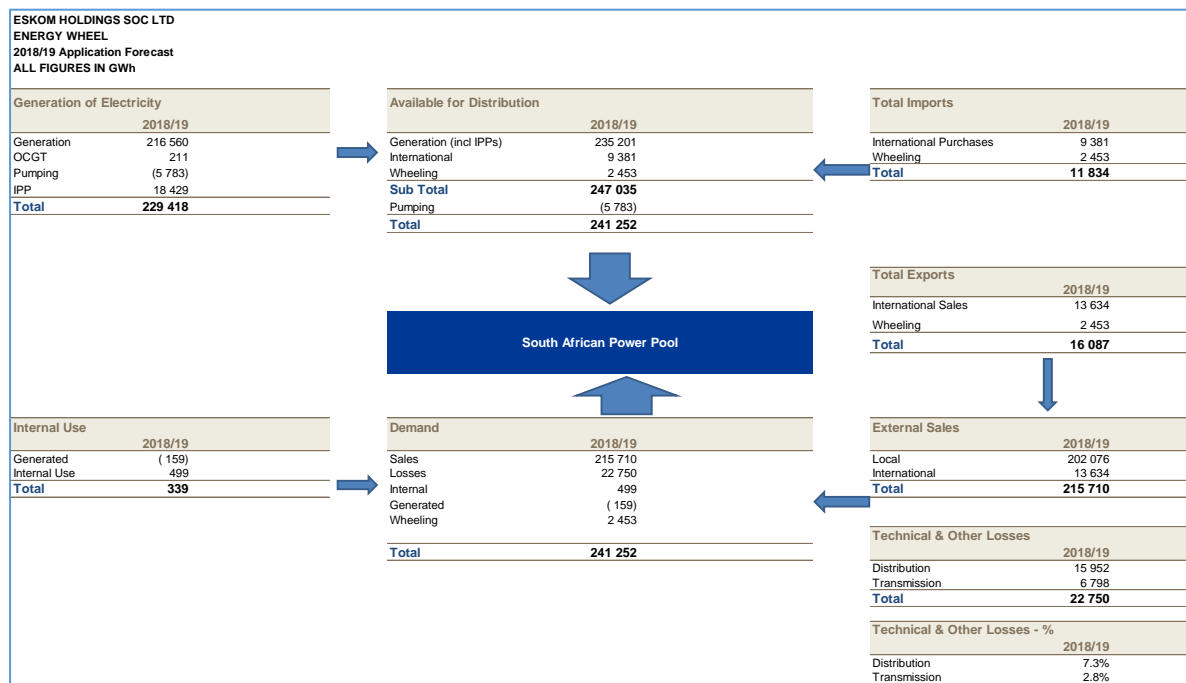 ESKOM HOLDINGS SOC LTD
ENERGY WHEEL
2018/19 Application Forecast
ALL FIGURES IN GWh
Generation of Electricity
2018/19
Generation 216 560
OCGT 211
Pumping (5 783)
IPP 18 429
Total 229 418
Available for Distribution
2018/19
Generation (incl IPPs) 235 201
International 9 381
Wheeling 2 453
Sub Total 247 035
Pumping (5 783)
Total 241 252
Total Imports
2018/19
International Purchases 9 381
Wheeling 2 453
Total 11 834
Total Exports
2018/19
International Sales 13 634
Wheeling 2 453
Total 16 087
South African Power Pool
Internal Use
2018/19
Generated ( 159)
Internal Use 499
Total 339
Demand
2018/19
Sales 215 710
Losses 22 750
Internal 499
Generated ( 159)
Wheeling 2 453
Total 241 252
External Sales
2018/19
Local 202 076
International 13 634
Total 215 710
Technical & Other Losses
2018/19
Distribution 15 952
Transmission 6 798
Total 22 750
Technical & Other Losses - %
2018/19
Distribution 7.3%
Transmission 2.8%